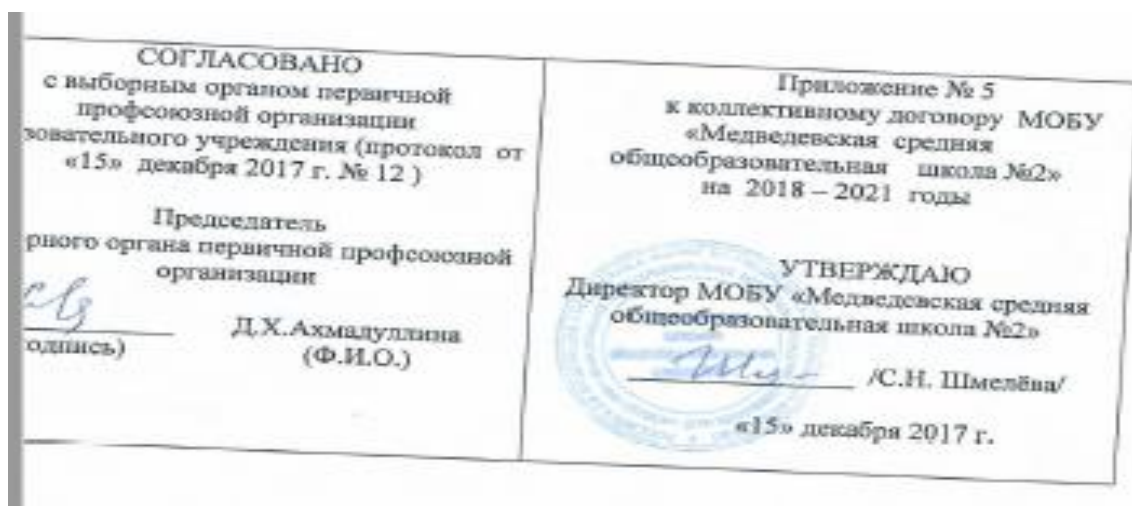 СОГЛАСОВАНО
с выборным органом первичной
профсоюзной организации
зовательного учреждения (протокол от
«15» декабря 2017 г. № 12 )
Председатель
рного органа первичной профсоюзной
организации
Д.Х.Ахмадуллина
одпись) (Ф.И.О.)
Приложение № 5
к коллективному договору МОБУ
«Медведевская средняя
общеобразовательная школа №2»
на 2018 – 2021 годы
УТВЕРЖДАЮ
Директор МОБУ «Медведевская средняя
общеобразовательная школа №2»
/С.Н. Шмелёва/
«15» декабря 2017 г.